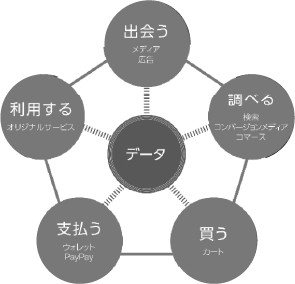 出会う
メディア
広告
調べる
検索
コンバージョンメディア
コマース
買う
カート
支払う
ウォレット
PayPay
利用する
オリジナルサービス
データ